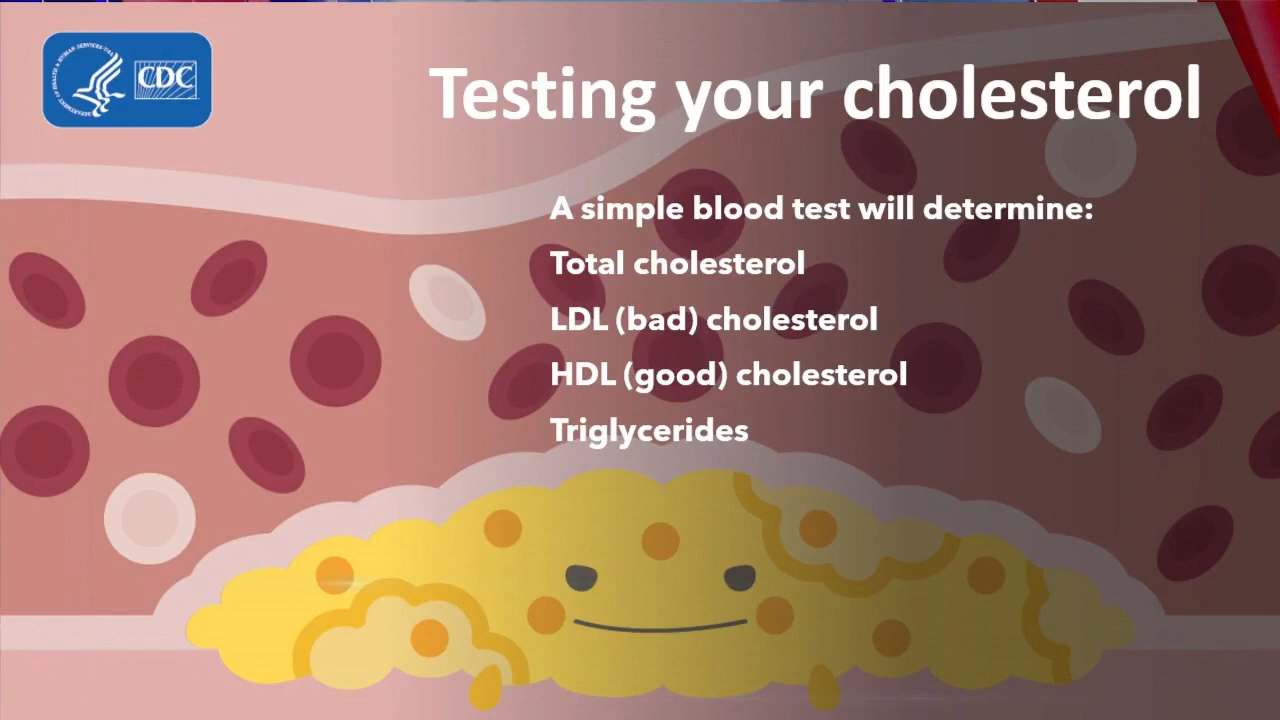 CDC
Testing your cholesterol
A simple blood test will determine:
Total cholesterol
LDL (bad) cholesterol
HDL (good) cholesterol
Triglycerides